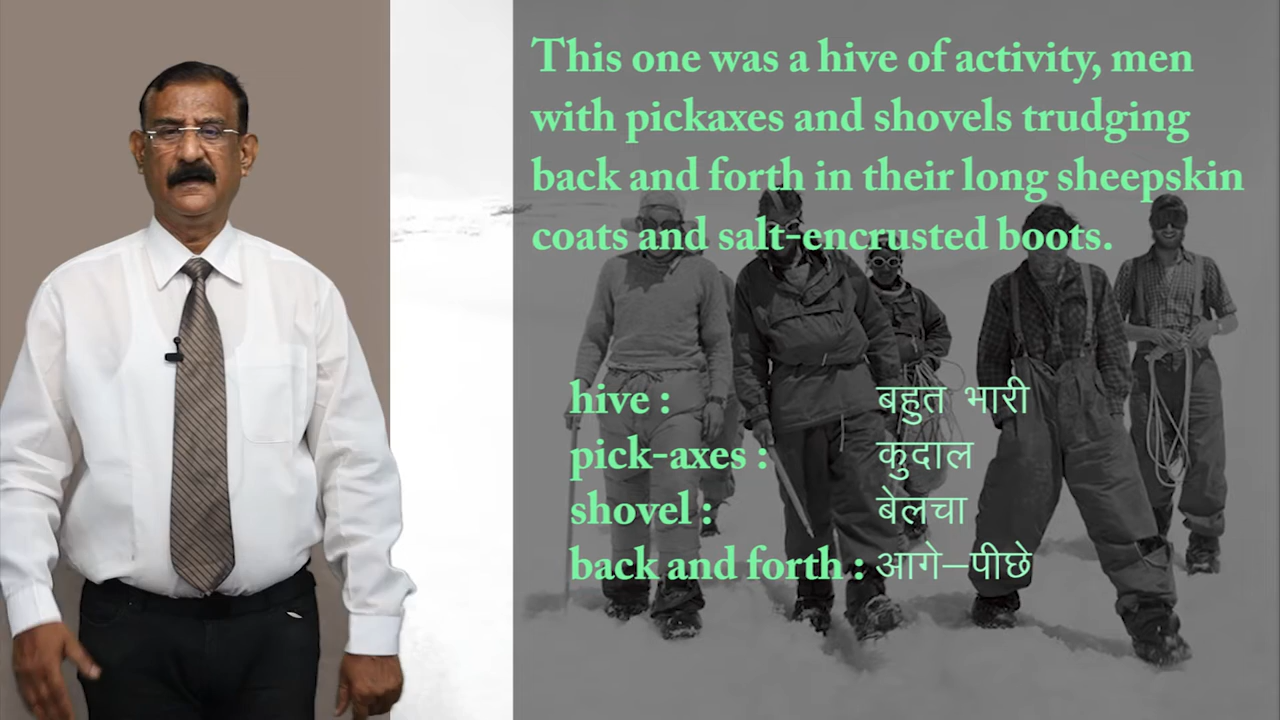 This one was a hive of activity, men
with pickaxes and shovels trudging
back and forth in their long sheepskin
coats and salt-encrusted boots.
hive : बहुत भारी
pick-axes : कुदाल
shovel : बेलचा
back and forth : आगे–पीछे